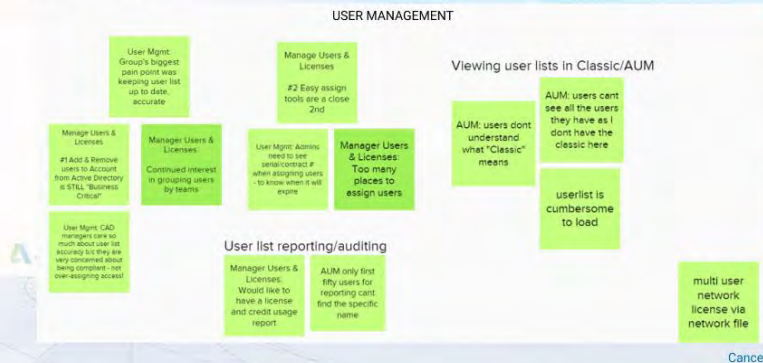 USER MANAGEMENT
User Mgmt:
Group's biggest
pain point was
keeping user list
up to date,
accurate
Manage Users &
Licenses
#1 Add & Remove
users to Account
from Active Directory
is STILL "Business
Critical"
Manager Users &
Licenses:
Continued interest
in grouping users
by teams
User Mgmt: CAD
managers care so
much about user list
accuracy b/c they are
very concerned about
being compliant - not
over-assigning access!
Manage Users &
Licenses
#2 Easy assign
tools are a close
2nd
User Mgmt: Admins
need to see
serial/contract #
when assigning users
- to know when it will
expire
Manager Users
& Licenses:
Too many
places to
assign users
User list reporting/auditing
Manager Users &
Licenses:
Would like to
have a license
and credit usage
report
AUM only first
fifty users for
reporting cant
find the specific
name
Viewing user lists in Classic/AUM
AUM: users dont
understand
what "Classic"
means
AUM: users cant
see all the users
they have as I
dont have the
classic here
userlist is
cumbersome
to load
multi user
network
license via
network file
Cance